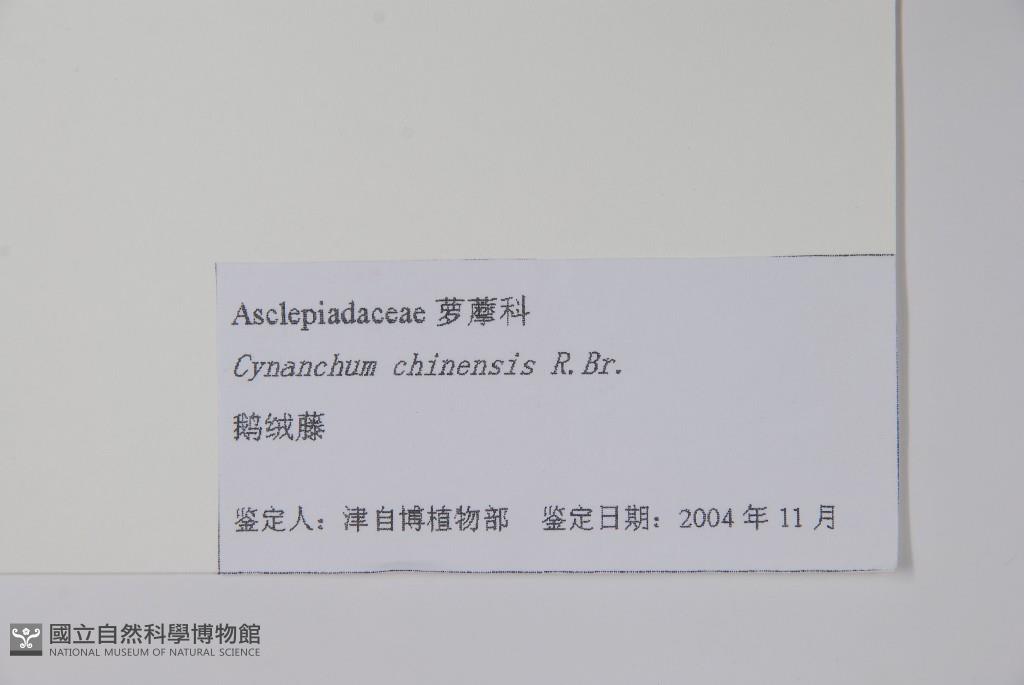 Asclepiadaceae 萝藦科
Cynanchum chinensis R.Br.
鹅绒藤
鉴定人：津自博植物部 鉴定日期：2004 年 11 月
國立自然科學博物館
NATIONAL MUSEUM OF NATURAL SCIENCE